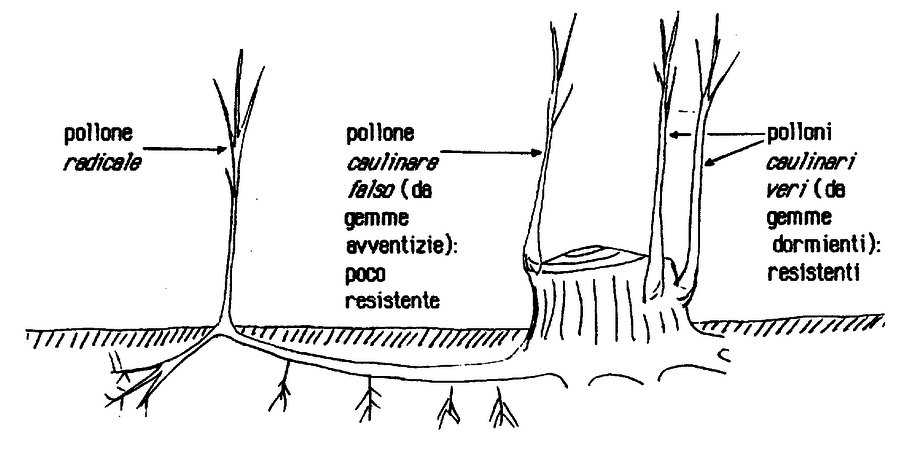 pollone
radicale
pollone
caulinare
falso (da
gemme
avventizie):
poco
resistente
polloni
caulinari
veri (da
gemme
dormienti):
resistenti